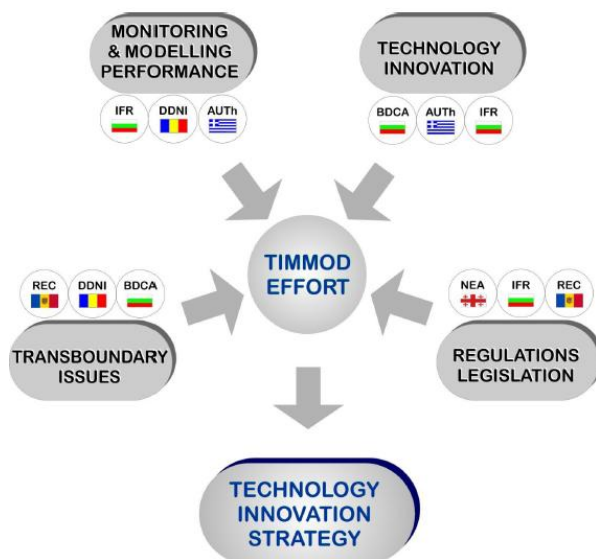 MONITORING
& MODELLING
PERFORMANCE
IFR DDNI AUTh
TECHNOLOGY
INNOVATION
BDCA AUTh IFR
TIMMOD
EFFORT
REC DDNI BDCA
TRANSBOUNDARY
ISSUES
NEA IFR REC
REGULATIONS
LEGISLATION
TECHNOLOGY
INNOVATION
STRATEGY